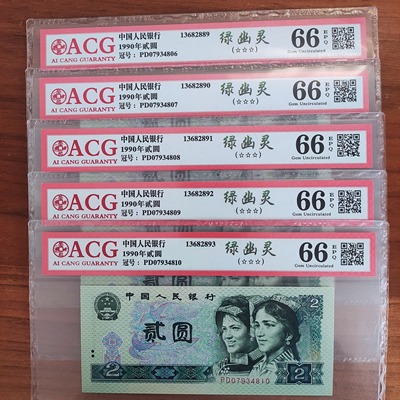 ACG
AI CANG GUARANTY
中国人民银行 13682889
1990年贰圆
冠号: PD07934806
绿幽灵
(☆☆☆)
66 EPQ
Gem Uncirculated
ACG
AI CANG GUARANTY
中国人民银行 13682890
1990年贰圆
冠号: PD07934807
绿幽灵
(☆☆☆)
66 EPQ
Gem Uncirculated
ACG
AI CANG GUARANTY
中国人民银行 13682891
1990年贰圆
冠号: PD07934808
绿幽灵
(☆☆☆)
66 EPQ
Gem Uncirculated
ACG
AI CANG GUARANTY
中国人民银行 13682892
1990年贰圆
冠号: PD07934809
绿幽灵
(☆☆☆)
66 EPQ
Gem Uncirculated
ACG
AI CANG GUARANTY
中国人民银行 13682893
1990年贰圆
冠号: PD07934810
绿幽灵
(☆☆☆)
66 EPQ
Gem Uncirculated
中国人民银行
2
贰圆
PD07934810
2
2